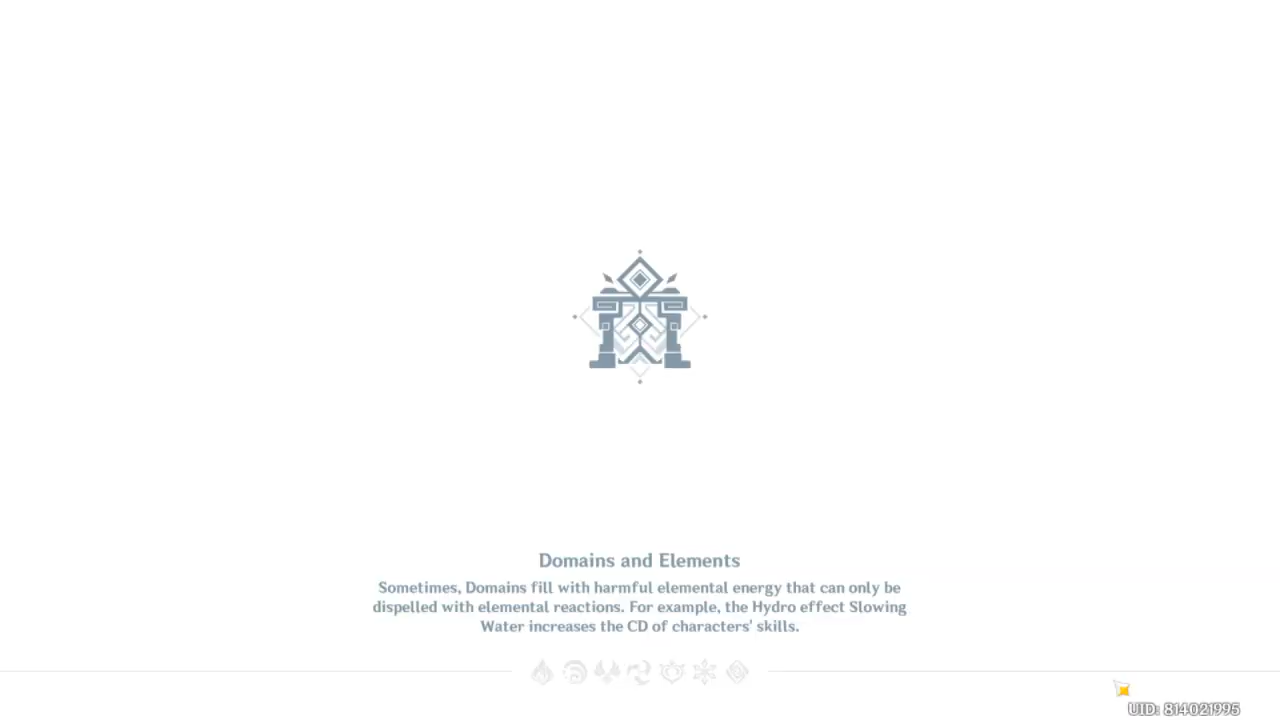 Domains and Elements
Sometimes, Domains fill with harmful elemental energy that can only be
dispelled with elemental reactions. For example, the Hydro effect Slowing
Water increases the CD of characters' skills.
UID: 814021995